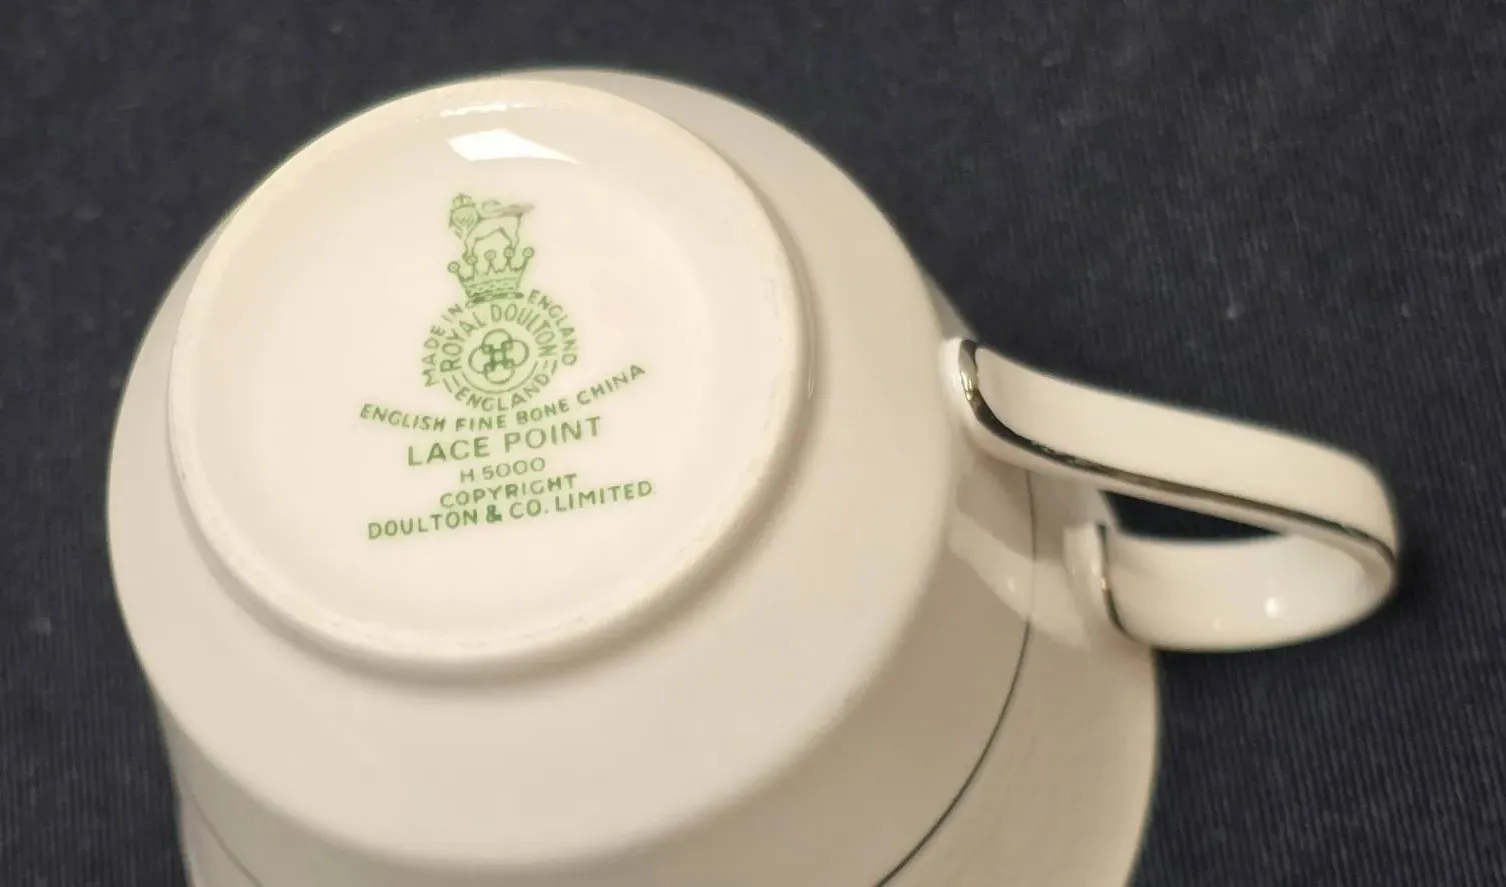 MADE IN ENGLAND
ROYAL DOULTON
ENGLAND
ENGLISH FINE BONE CHINA
LACE POINT
H.5000
COPYRIGHT
DOULTON & CO. LIMITED.